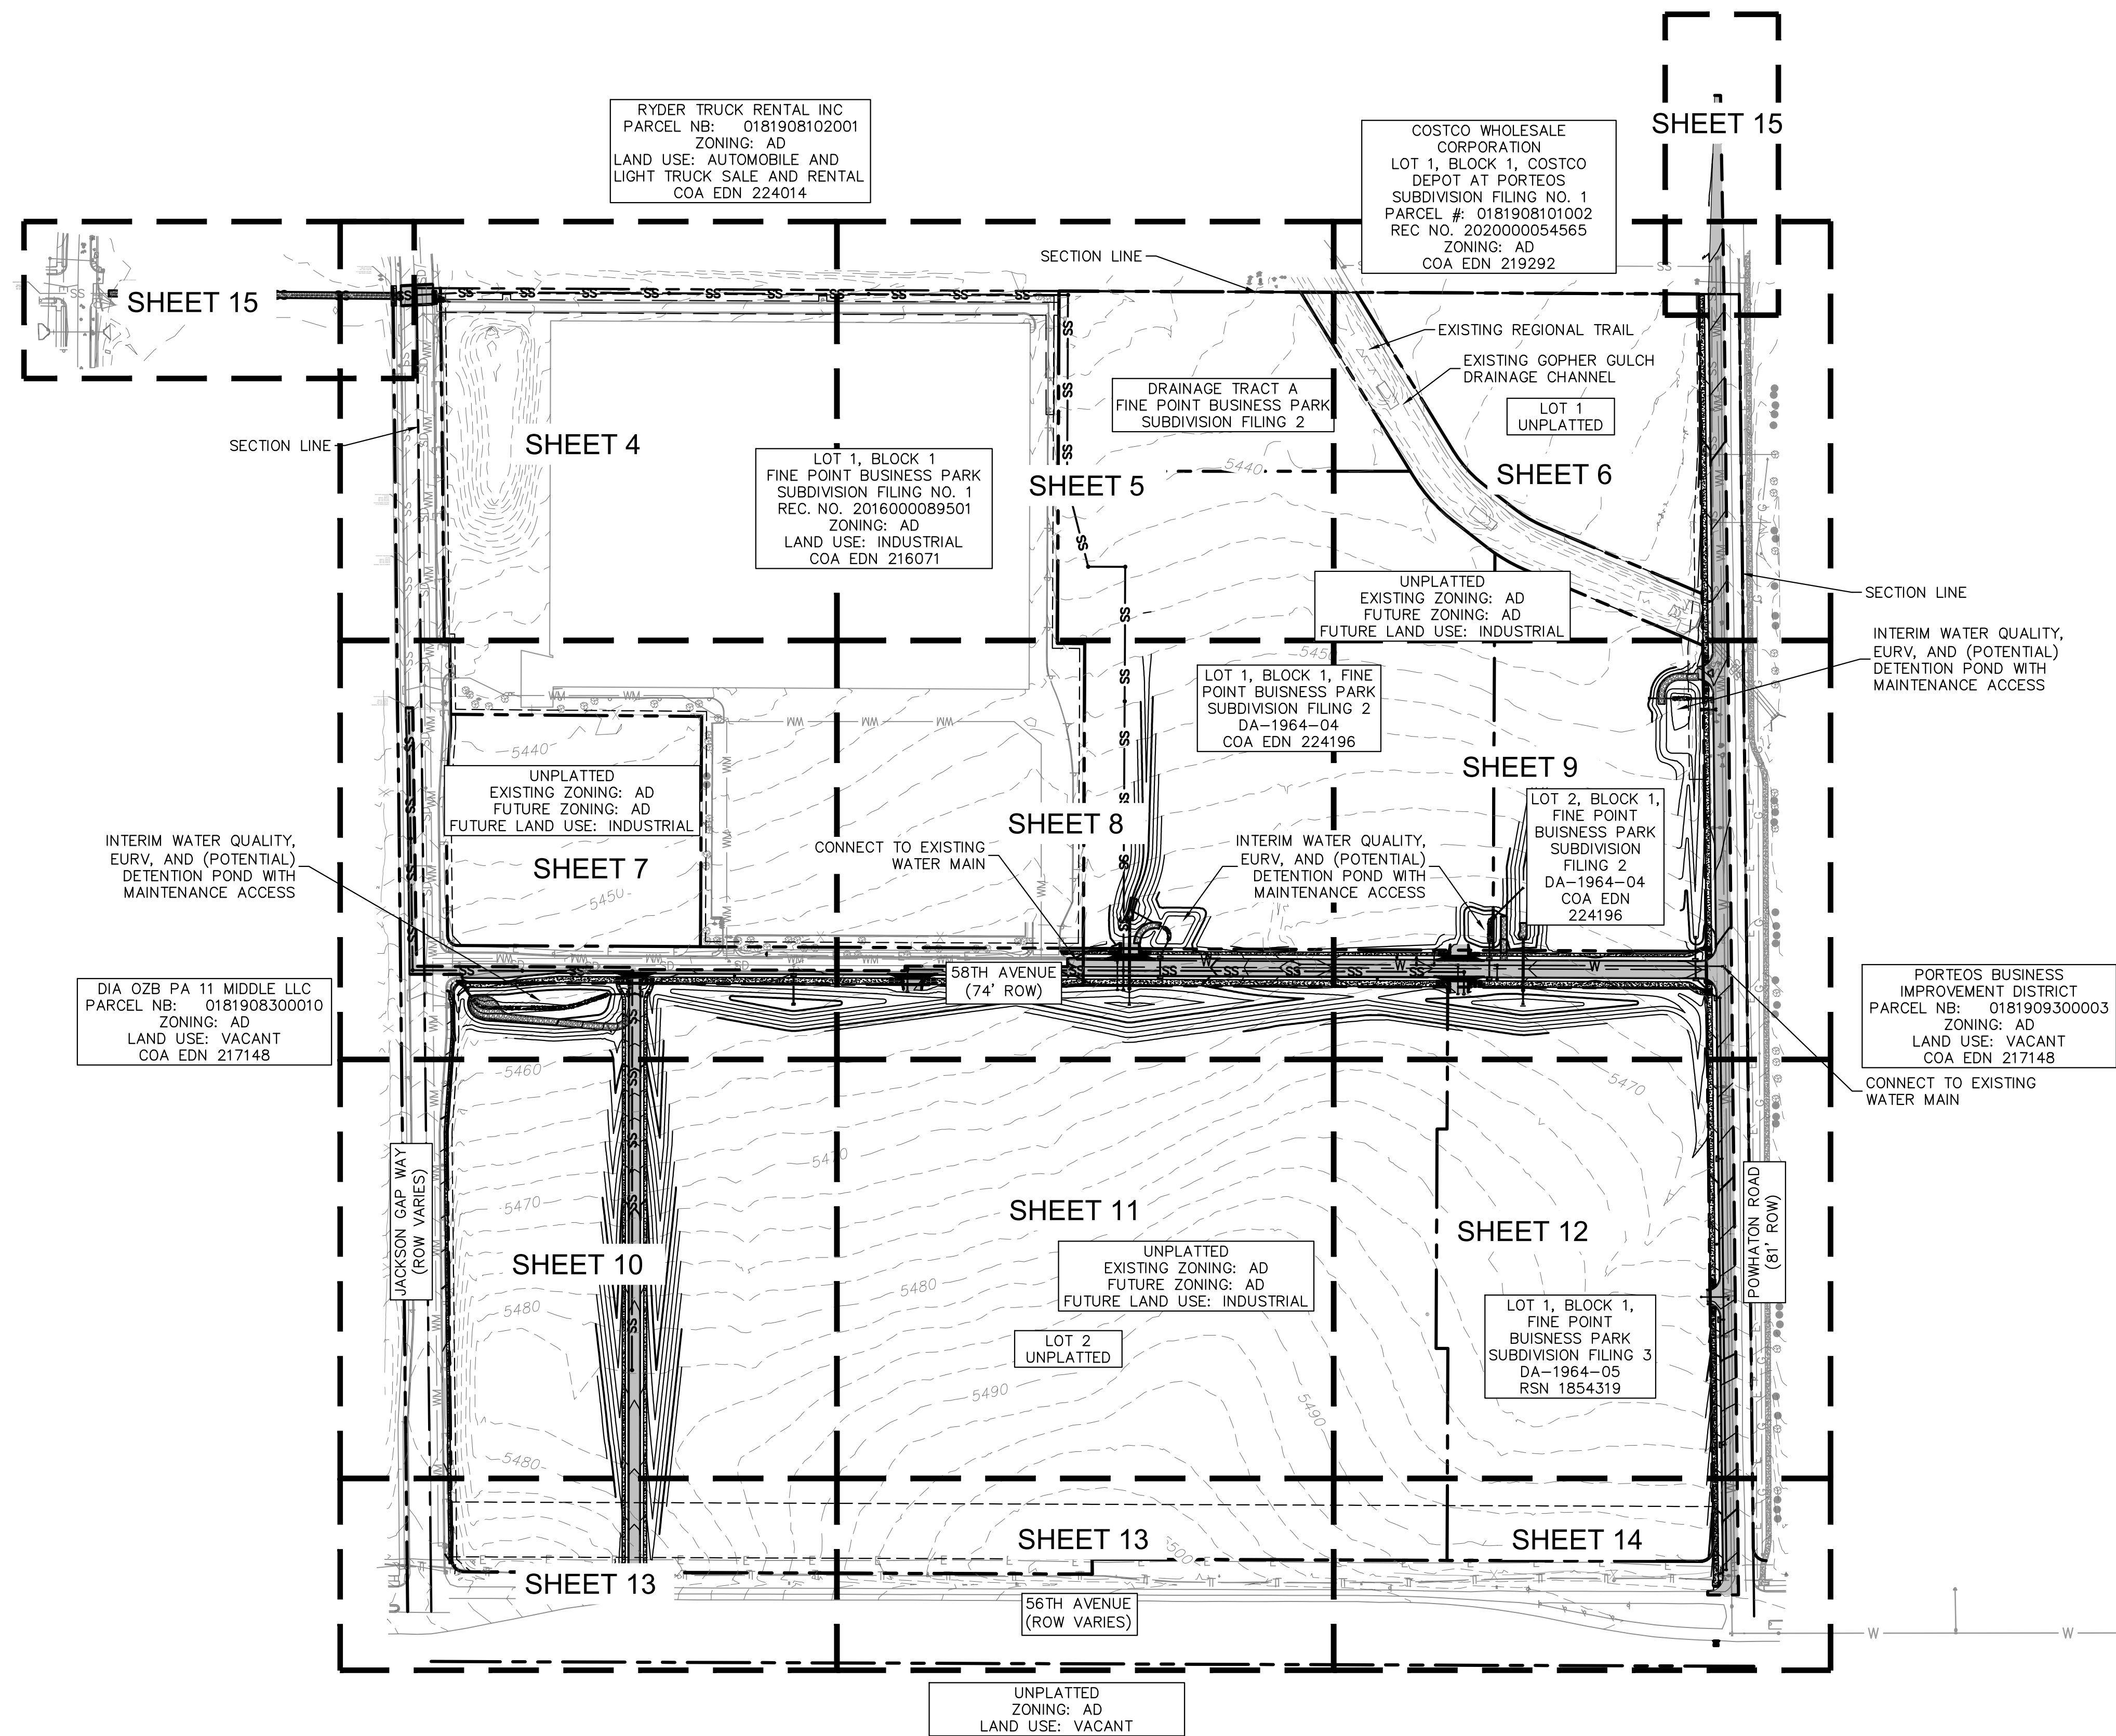 SHEET 15
RYDER TRUCK RENTAL INC
PARCEL NB: 0181908102001
ZONING: AD
LAND USE: AUTOMOBILE AND
LIGHT TRUCK SALE AND RENTAL
COA EDN 224014
COSTCO WHOLESALE
CORPORATION
LOT 1, BLOCK 1, COSTCO
DEPOT AT PORTEOS
SUBDIVISION FILING NO. 1
PARCEL #: 0181908101002
REC NO. 2020000054565
ZONING: AD
COA EDN 219292
SECTION LINE
SHEET 15
EXISTING REGIONAL TRAIL
EXISTING GOPHER GULCH
DRAINAGE CHANNEL
DRAINAGE TRACT A
FINE POINT BUSINESS PARK
SUBDIVISION FILING 2
LOT 1
UNPLATTED
SECTION LINE
SHEET 4
LOT 1, BLOCK 1
FINE POINT BUSINESS PARK
SUBDIVISION FILING NO. 1
REC. NO. 2016000089501
ZONING: AD
LAND USE: INDUSTRIAL
COA EDN 216071
SHEET 5
5440
SHEET 6
UNPLATTED
EXISTING ZONING: AD
FUTURE ZONING: AD
FUTURE LAND USE: INDUSTRIAL
SECTION LINE
INTERIM WATER QUALITY,
EURV, AND (POTENTIAL)
DETENTION POND WITH
MAINTENANCE ACCESS
5450
LOT 1, BLOCK 1, FINE
POINT BUISNESS PARK
SUBDIVISION FILING 2
DA-1964-04
COA EDN 224196
5440
UNPLATTED
EXISTING ZONING: AD
FUTURE ZONING: AD
FUTURE LAND USE: INDUSTRIAL
SHEET 7
5450
SHEET 8
SHEET 9
LOT 2, BLOCK 1,
FINE POINT
BUISNESS PARK
SUBDIVISION
FILING 2
DA-1964-04
COA EDN
224196
INTERIM WATER QUALITY,
EURV, AND (POTENTIAL)
DETENTION POND WITH
MAINTENANCE ACCESS
CONNECT TO EXISTING
WATER MAIN
INTERIM WATER QUALITY,
EURV, AND (POTENTIAL)
DETENTION POND WITH
MAINTENANCE ACCESS
58TH AVENUE
(74' ROW)
DIA OZB PA 11 MIDDLE LLC
PARCEL NB: 0181908300010
ZONING: AD
LAND USE: VACANT
COA EDN 217148
PORTEOS BUSINESS
IMPROVEMENT DISTRICT
PARCEL NB: 0181909300003
ZONING: AD
LAND USE: VACANT
COA EDN 217148
CONNECT TO EXISTING
WATER MAIN
5460
5470
5470
5470
JACKSON GAP WAY
(ROW VARIES)
POWHATON ROAD
(81' ROW)
SHEET 10
SHEET 11
SHEET 12
UNPLATTED
EXISTING ZONING: AD
FUTURE ZONING: AD
FUTURE LAND USE: INDUSTRIAL
5480
5480
LOT 2
UNPLATTED
LOT 1, BLOCK 1,
FINE POINT
BUISNESS PARK
SUBDIVISION FILING 3
DA-1964-05
RSN 1854319
5490
5490
5480
SHEET 13
SHEET 13
SHEET 14
5500
56TH AVENUE
(ROW VARIES)
W
W
UNPLATTED
ZONING: AD
LAND USE: VACANT